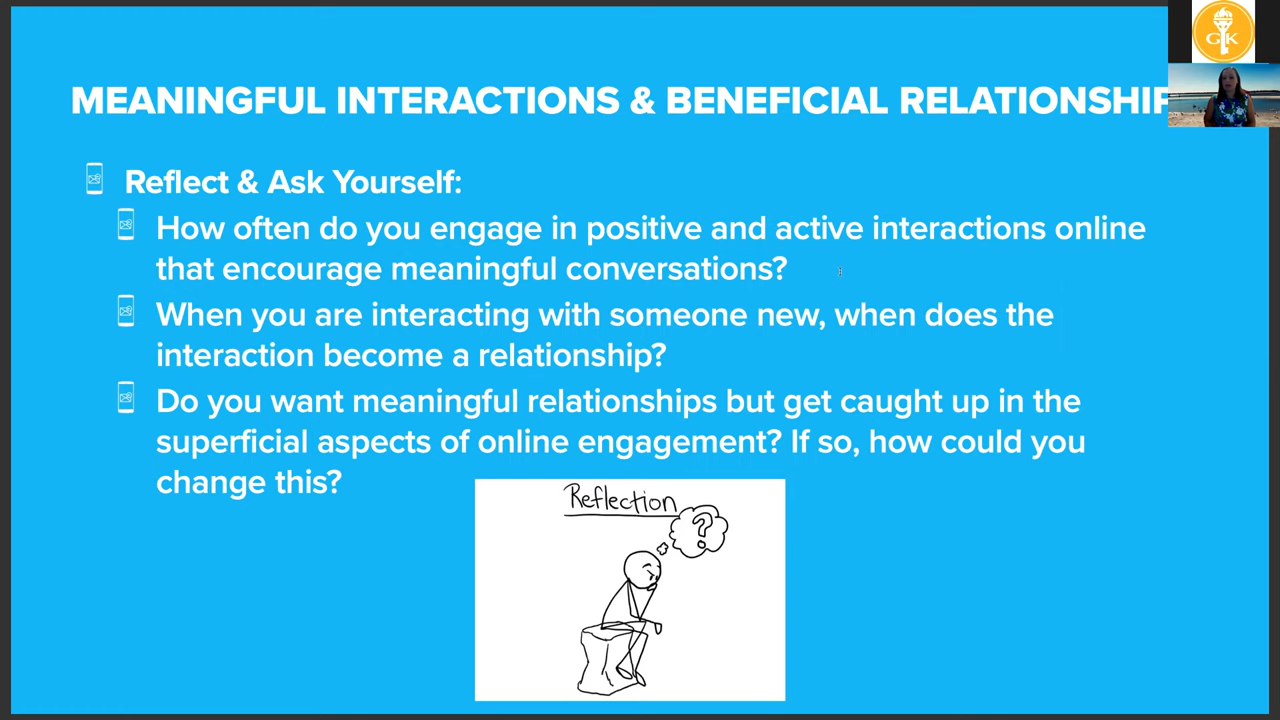 MEANINGFUL INTERACTIONS & BENEFICIAL RELATIONSHIP
Reflect & Ask Yourself:
How often do you engage in positive and active interactions online
that encourage meaningful conversations?
When you are interacting with someone new, when does the
interaction become a relationship?
Do you want meaningful relationships but get caught up in the
superficial aspects of online engagement? If so, how could you
change this?
Reflection
?
GK